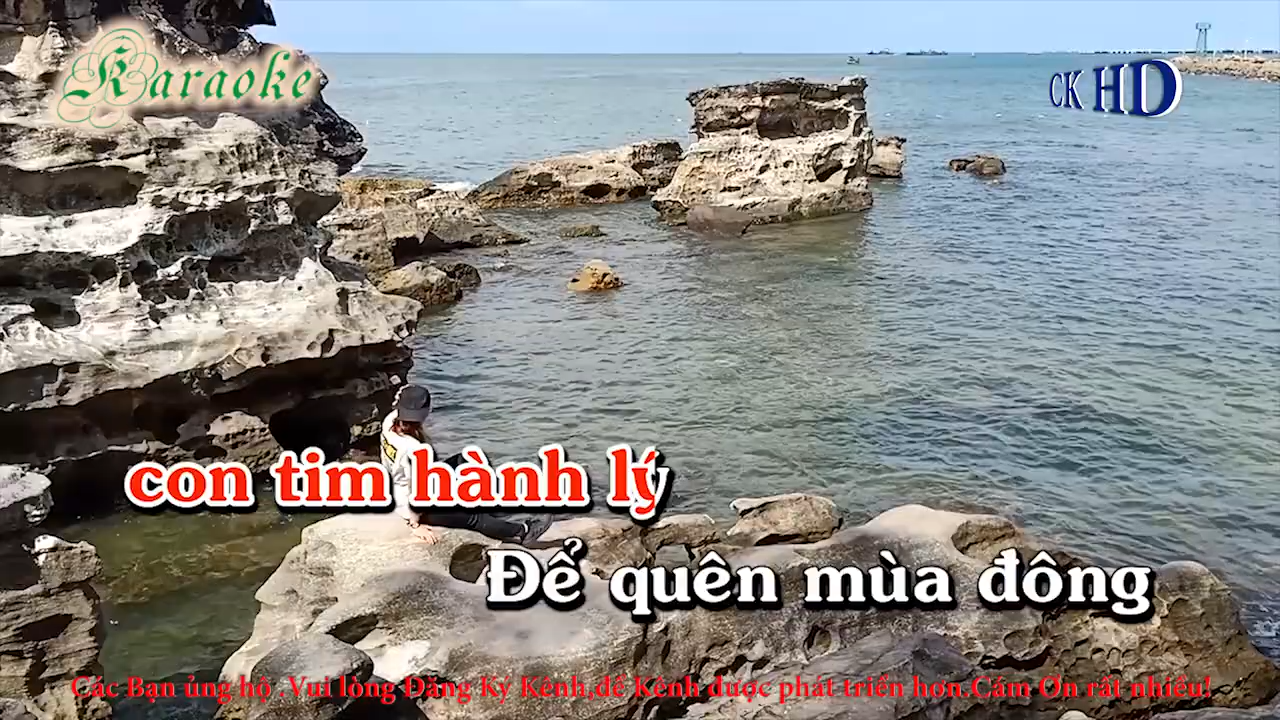 Karaoke
CK HD
con tim hành lý
Để quên mùa đông
Các Bạn ủng hộ .Vui lòng Đăng Ký Kênh,để Kênh được phát triển hơn.Cám Ơn rất nhiều!